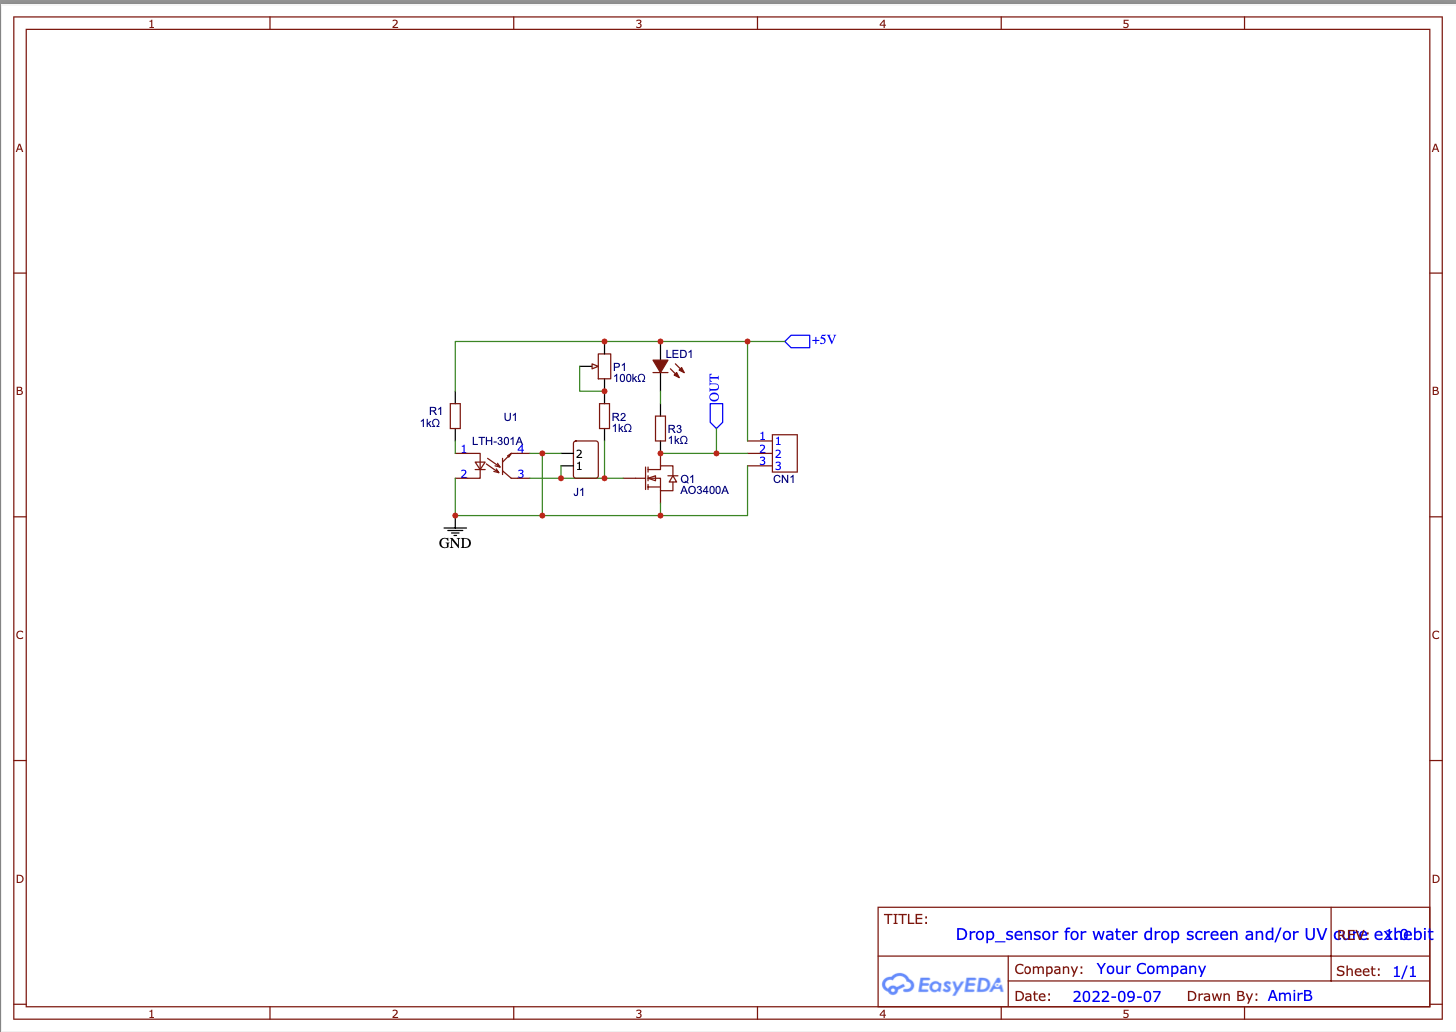 1 2 3 4 5
A A
+5V
LED1
P1
100kΩ
OUT
B B
R1
1kΩ
U1
R2
1kΩ
R3
1kΩ
LTH-301A
1 4
2 3
2
1
J1
1 1
2 2
3 3
CN1
Q1
AO3400A
GND
C C
D D
TITLE:
Drop_sensor for water drop screen and/or UV cure exhebit
REV: 1.0
EasyEDA
Company: Your Company
Sheet: 1/1
Date: 2022-09-07 Drawn By: AmirB
1 2 3 4 5